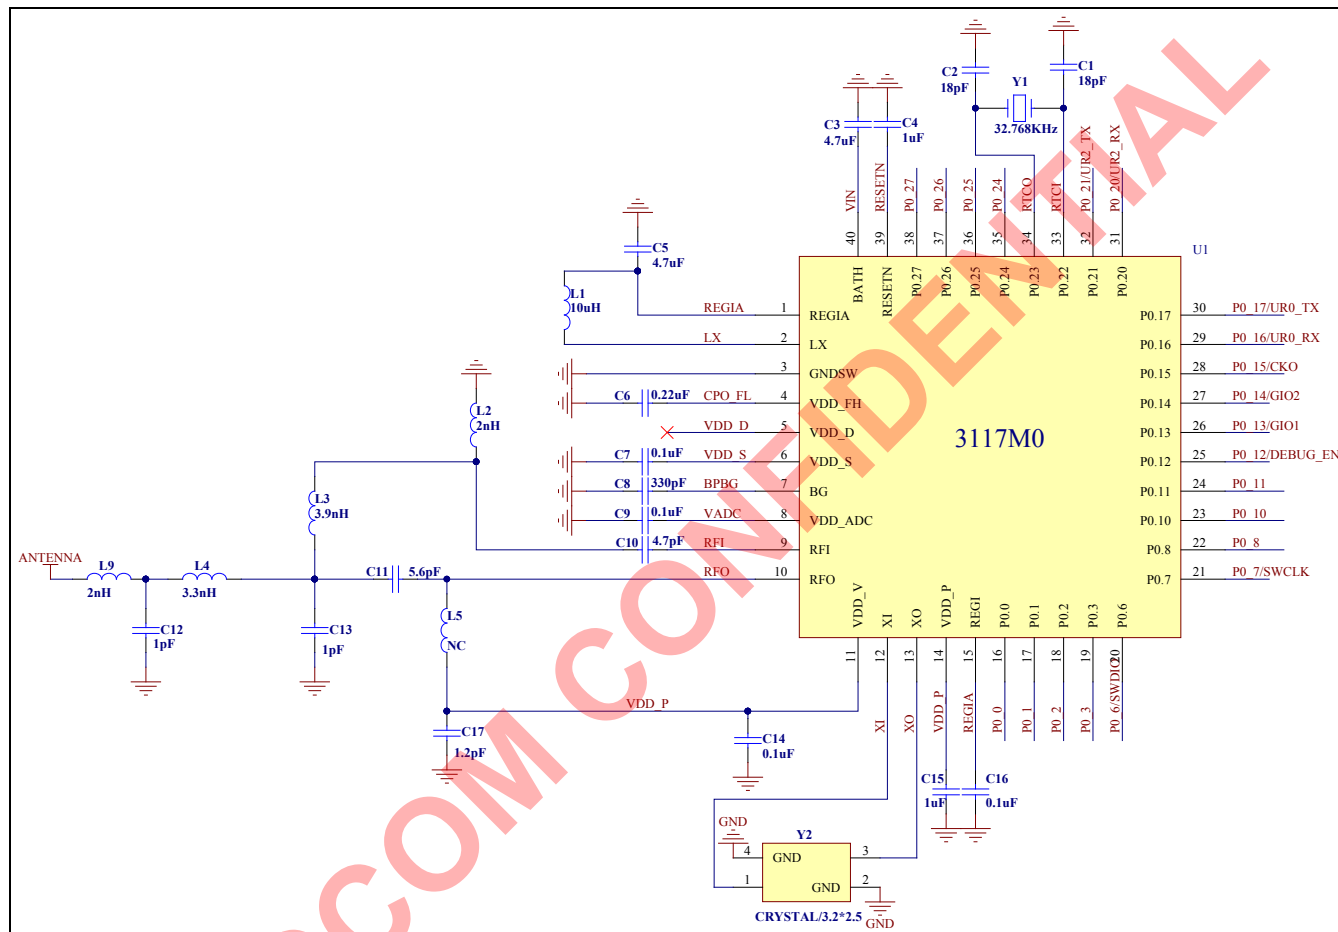 C2
18pF
Y1
32.768KHz
C1
18pF
C3
4.7uF
C4
1uF
VIN
RESETN
P0_27
P0_26
P0_25
P0_24
RTCO
RTCI
P0_21/UR2_TX
P0_20/UR2_RX
40
39
38
37
36
35
34
33
32
31
U1
BATH
RESETN
P0.27
P0.26
P0.25
P0.24
P0.23
P0.22
P0.21
P0.20
C5
4.7uF
L1
10uH
REGIA 1 REGIA
LX 2 LX
3 GNDSW
C6 0.22uF CPO_FL 4 VDD_FH
VDD_D 5 VDD_D
C7 0.1uF VDD_S 6 VDD_S
C8 330pF BPBG 7 BG
C9 0.1uF VADC 8 VDD_ADC
C10 4.7pF RFI 9 RFI
RFO 10 RFO
3117M0
P0.17 30 P0_17/UR0_TX
P0.16 29 P0_16/UR0_RX
P0.15 28 P0_15/CKO
P0.14 27 P0_14/GIO2
P0.13 26 P0_13/GIO1
P0.12 25 P0_12/DEBUG_EN
P0.11 24 P0_11
P0.10 23 P0_10
P0.8 22 P0_8
P0.7 21 P0_7/SWCLK
L2
2nH
L3
3.9nH
ANTENNA
L9
2nH
L4
3.3nH
C11 5.6pF
C12
1pF
C13
1pF
L5
NC
VDD_P
C17
1.2pF
C14
0.1uF
VDD_V
XI
XO
VDD_P
REGI
P0.0
P0.1
P0.2
P0.3
P0.6
11
12
13
14
15
16
17
18
19
20
XI
XO
VDD_P
REGIA
P0_0
P0_1
P0_2
P0_3
P0_6/SWDIO
C15
1uF
C16
0.1uF
GND
Y2
4 GND
3
1
GND 2
GND
CRYSTAL/3.2*2.5
COM CONFIDENTIAL